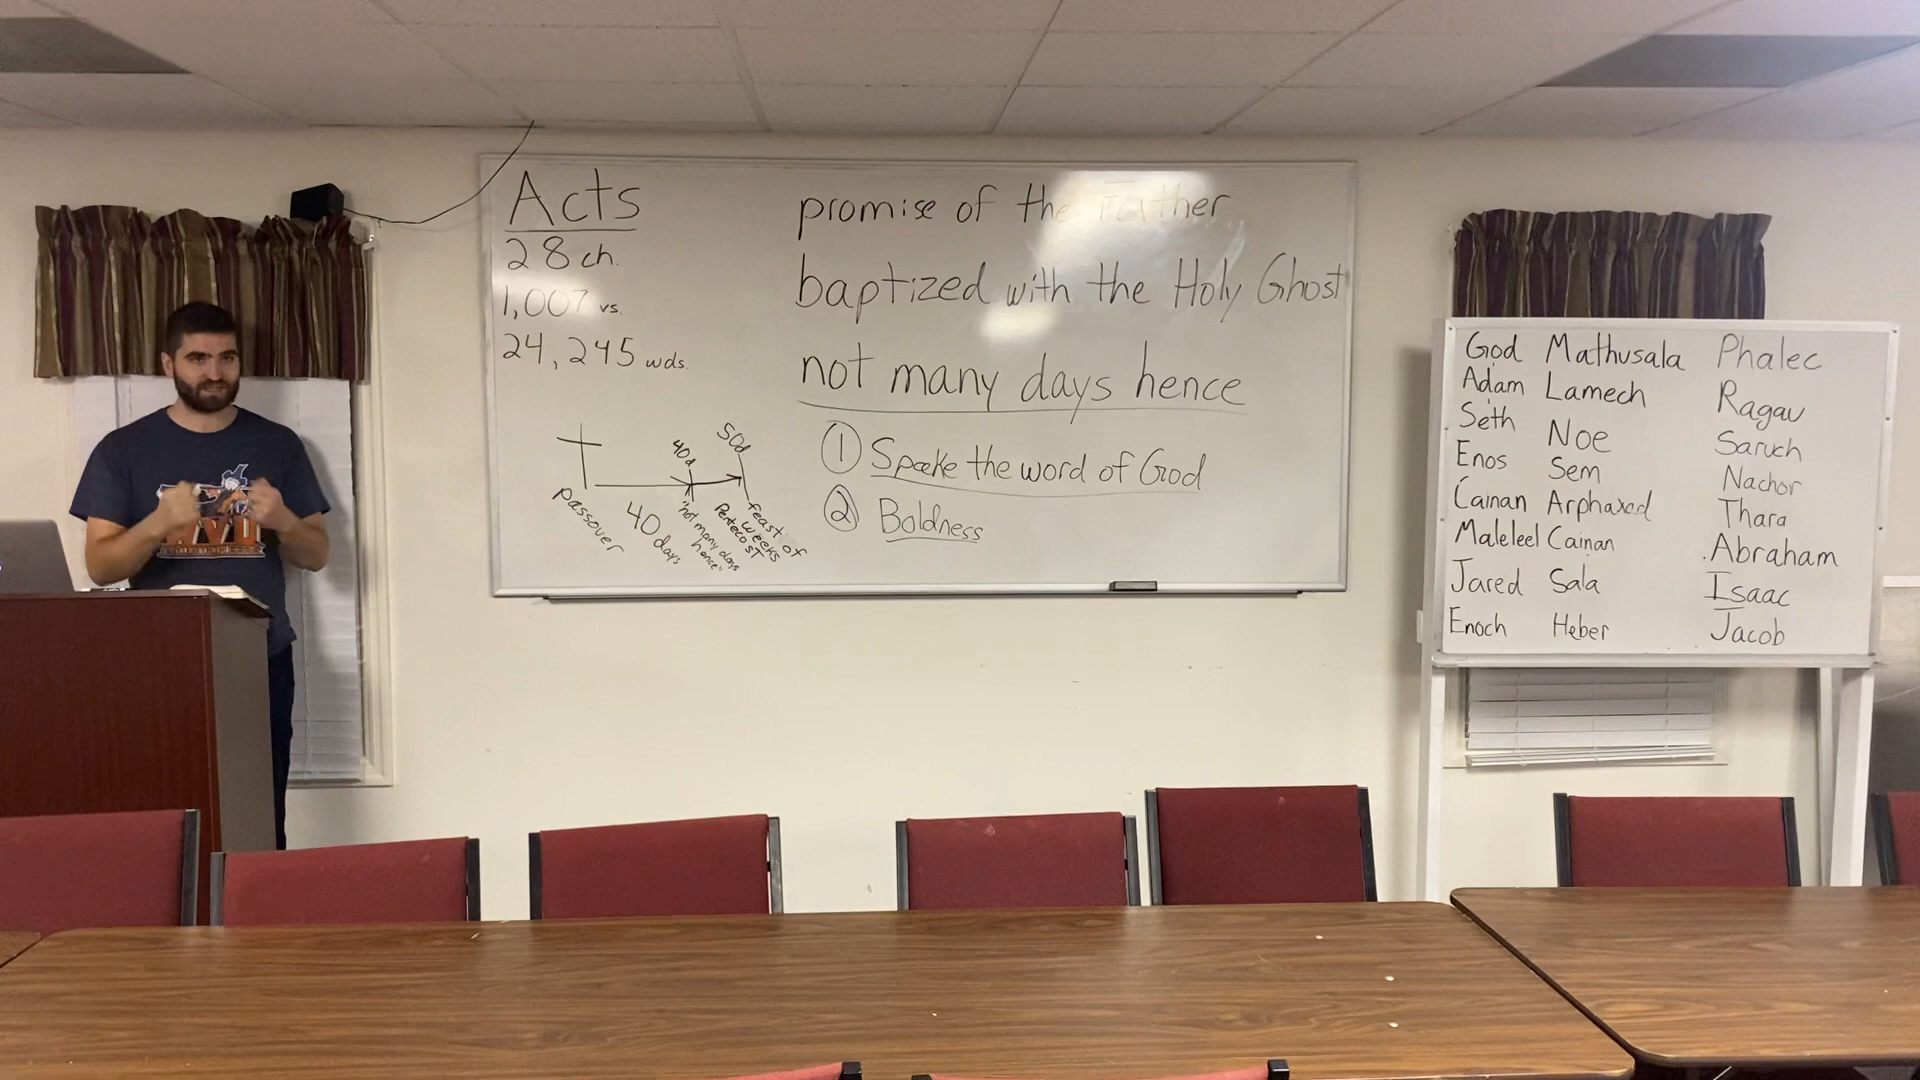 Acts
28 ch.
1,007 vs.
24,245 wds.
promise of the Father
baptized with the Holy Ghost
not many days hence
① Spake the word of God
② Boldness
40d
50d
passover
40 days
"not many days
hence"
Pentecost
feast of
weeks
God
Adam
Seth
Enos
Cainan
Maleleel
Jared
Enoch
Mathusala
Lamech
Noe
Sem
Arphaxad
Cainan
Sala
Heber
Phalec
Ragau
Saruch
Nachor
Thara
Abraham
Isaac
Jacob